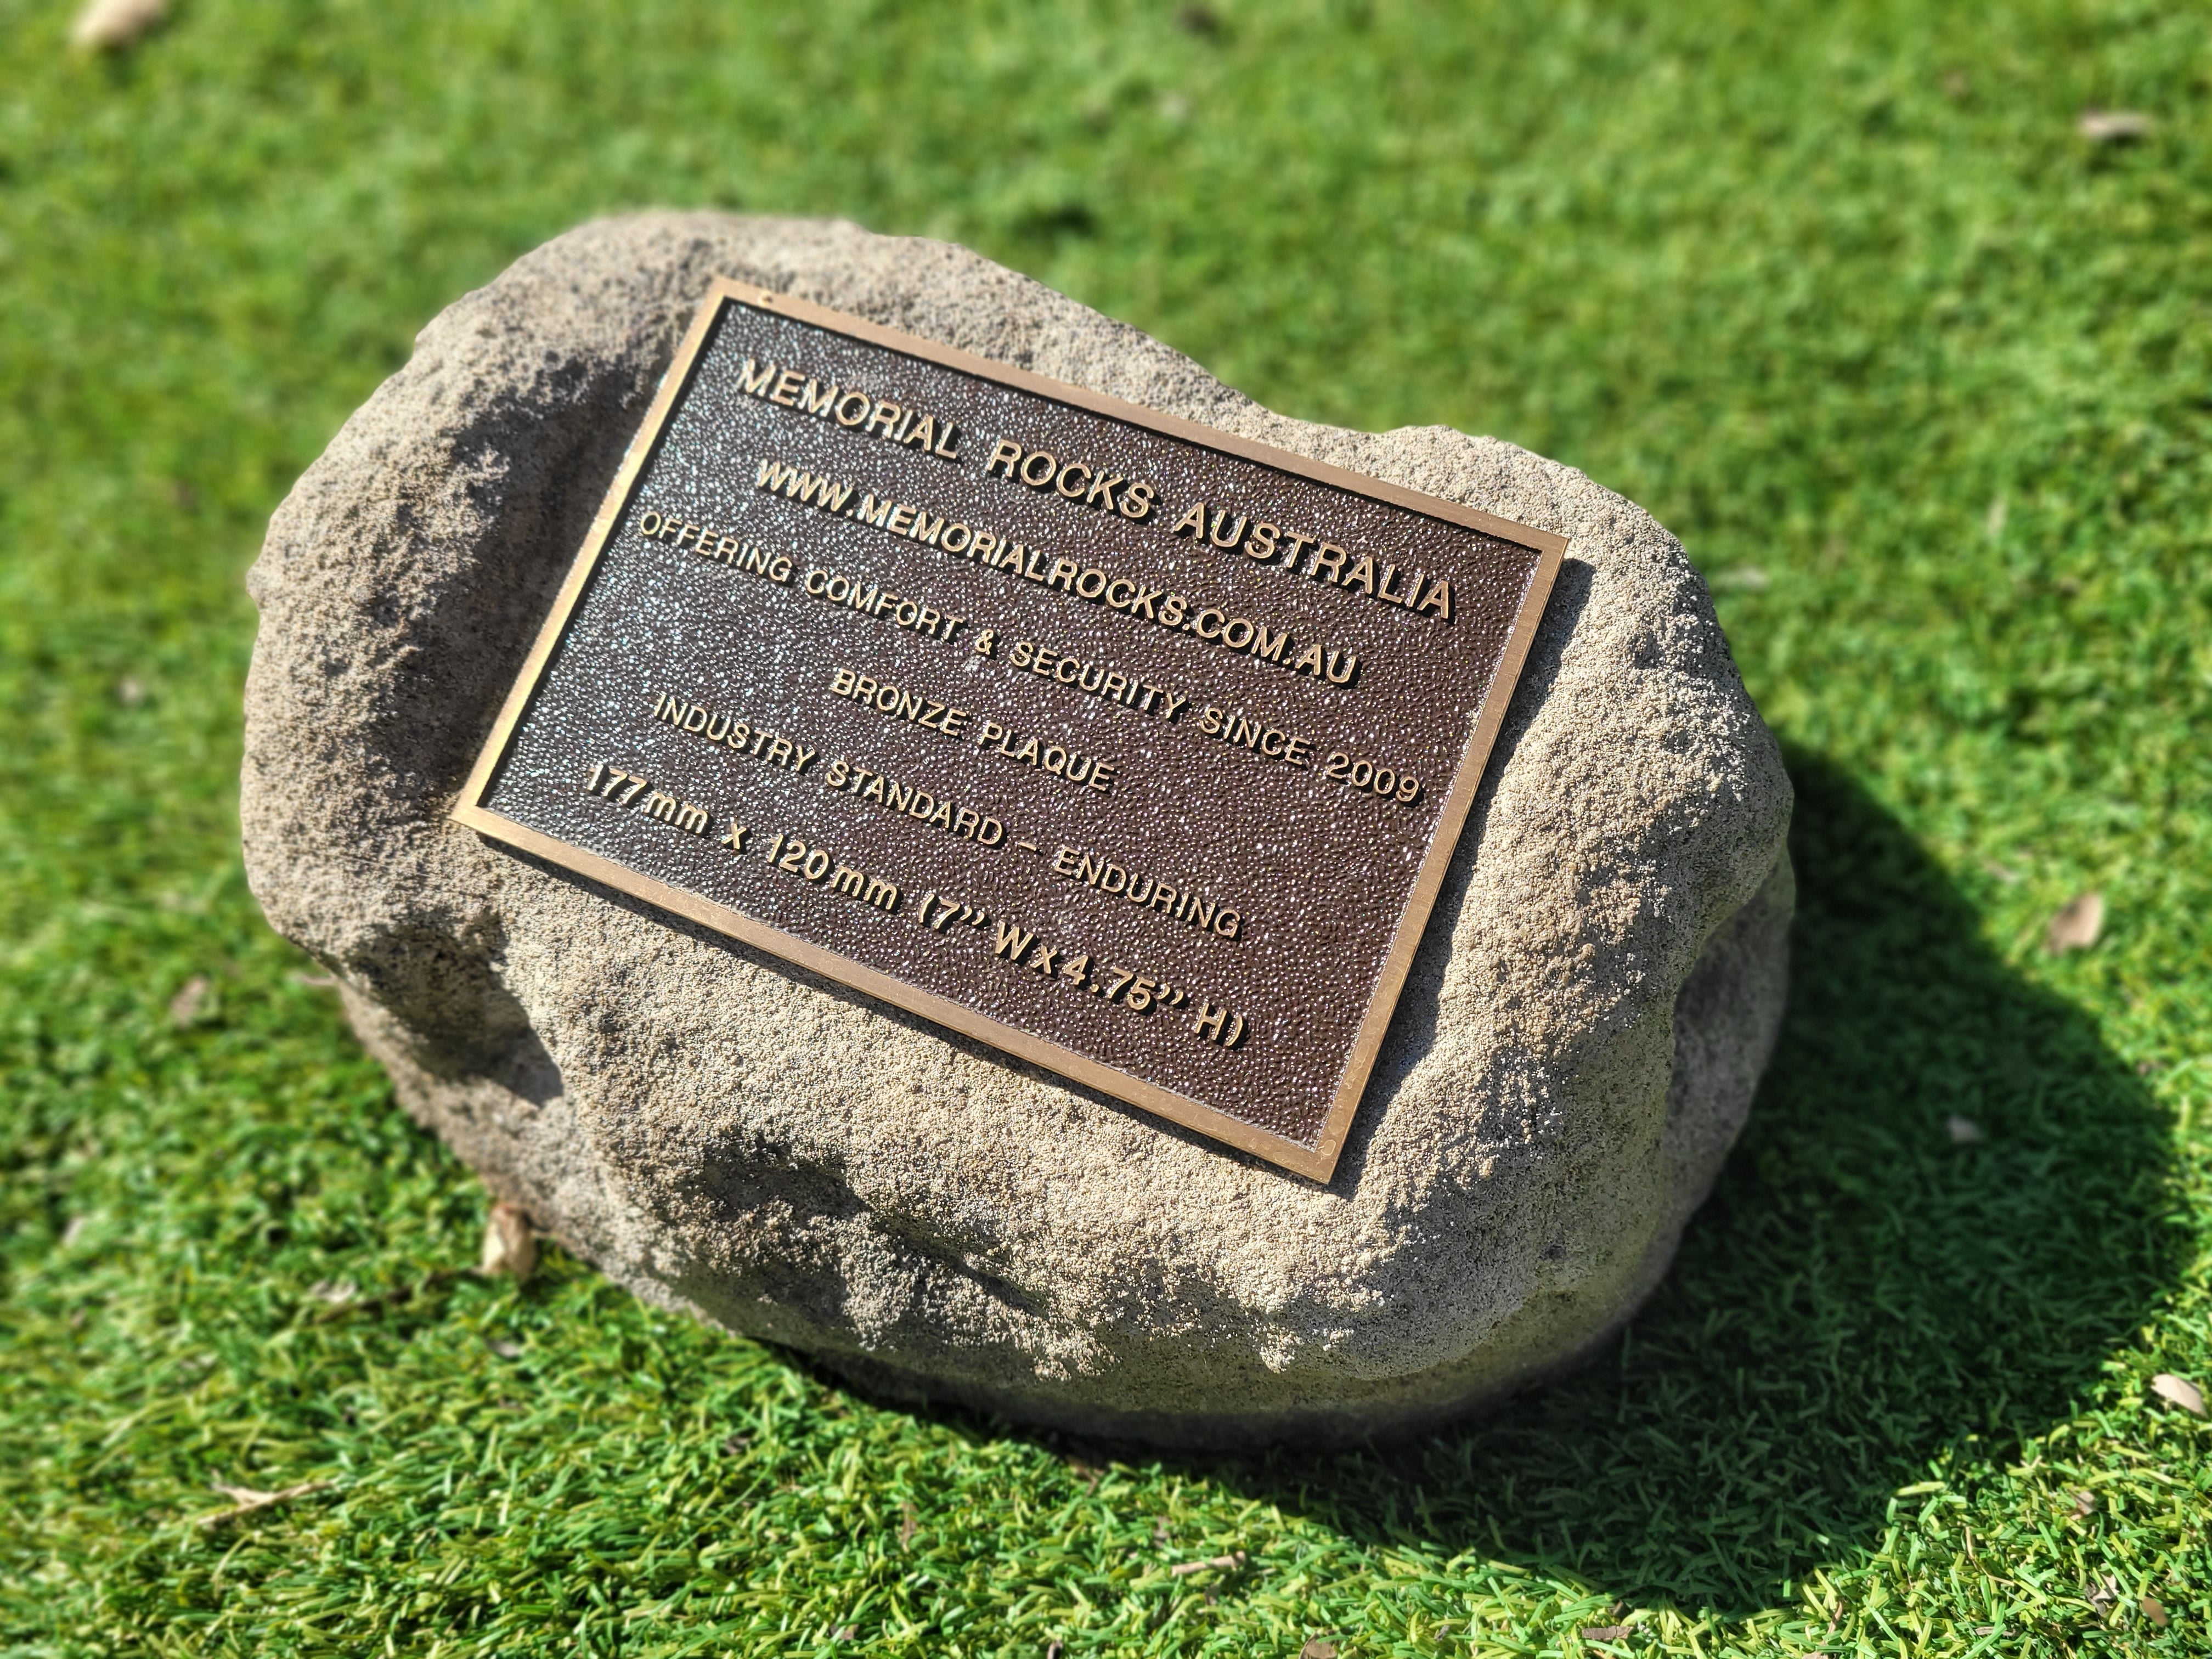 MEMORIAL ROCKS AUSTRALIA
WWW.MEMORIALROCKS.COM.AU
OFFERING COMFORT & SECURITY SINCE 2009
BRONZE PLAQUE
INDUSTRY STANDARD - ENDURING
177mm x 120mm (7" W x 4.75" H)